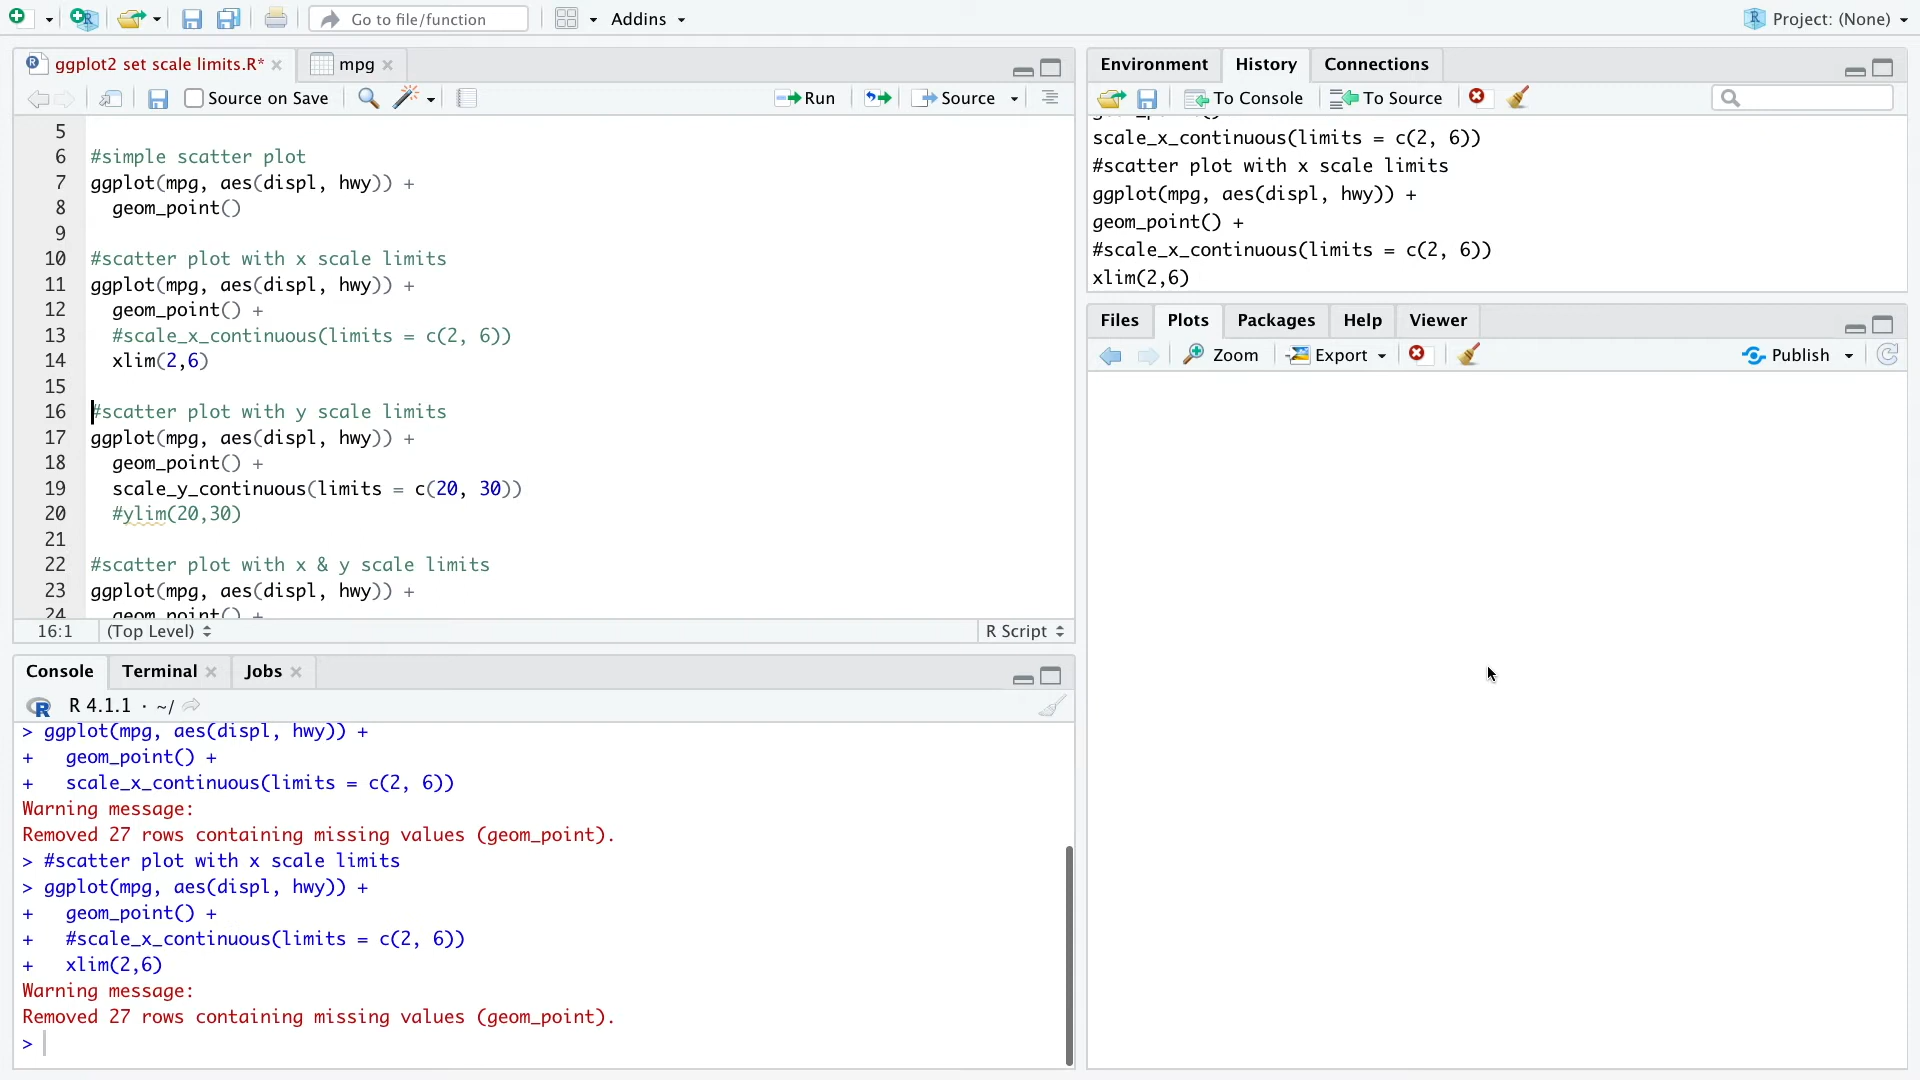 Go to file/function
Addins
Project: (None)
ggplot2 set scale limits.R*
mpg
Source on Save
Run
Source
5
6 #simple scatter plot
7 ggplot(mpg, aes(displ, hwy)) +
8 geom_point()
9
10 #scatter plot with x scale limits
11 ggplot(mpg, aes(displ, hwy)) +
12 geom_point() +
13 #scale_x_continuous(limits = c(2, 6))
14 xlim(2,6)
15
16 #scatter plot with y scale limits
17 ggplot(mpg, aes(displ, hwy)) +
18 geom_point() +
19 scale_y_continuous(limits = c(20, 30))
20 #ylim(20,30)
21
22 #scatter plot with x & y scale limits
23 ggplot(mpg, aes(displ, hwy)) +
24 geom_point() +
16:1 (Top Level) R Script
Console Terminal Jobs
R 4.1.1 · ~/
> ggplot(mpg, aes(displ, hwy)) +
+ geom_point() +
+ scale_x_continuous(limits = c(2, 6))
Warning message:
Removed 27 rows containing missing values (geom_point).
> #scatter plot with x scale limits
> ggplot(mpg, aes(displ, hwy)) +
+ geom_point() +
+ #scale_x_continuous(limits = c(2, 6))
+ xlim(2,6)
Warning message:
Removed 27 rows containing missing values (geom_point).
>
Environment History Connections
To Console To Source
scale_x_continuous(limits = c(2, 6))
#scatter plot with x scale limits
ggplot(mpg, aes(displ, hwy)) +
geom_point() +
#scale_x_continuous(limits = c(2, 6))
xlim(2,6)
Files Plots Packages Help Viewer
Zoom Export Publish